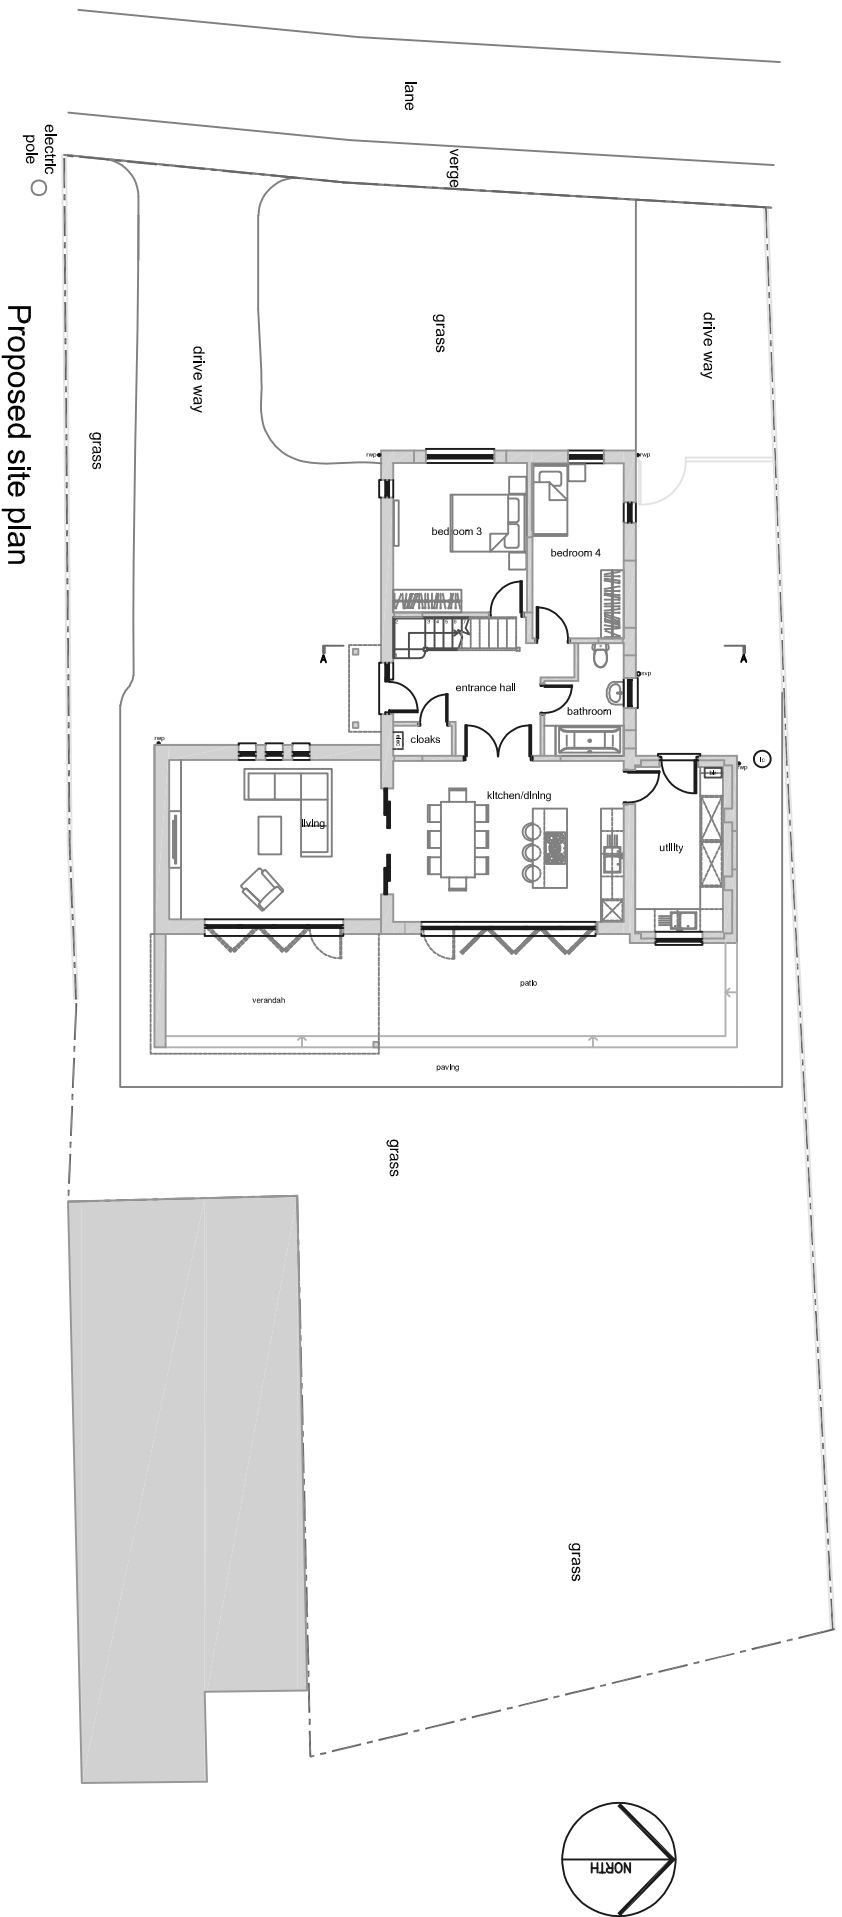 lane
verge
electric
pole
grass
drive way
drive way
Proposed site plan
grass
rwp
rwp
bedroom 3
bedroom 4
A
A
rwp
entrance hall
bathroom
cloaks
elec
rwp
rwp
ic
kitchen/dining
living
utility
patio
verandah
paving
grass
grass
NORTH